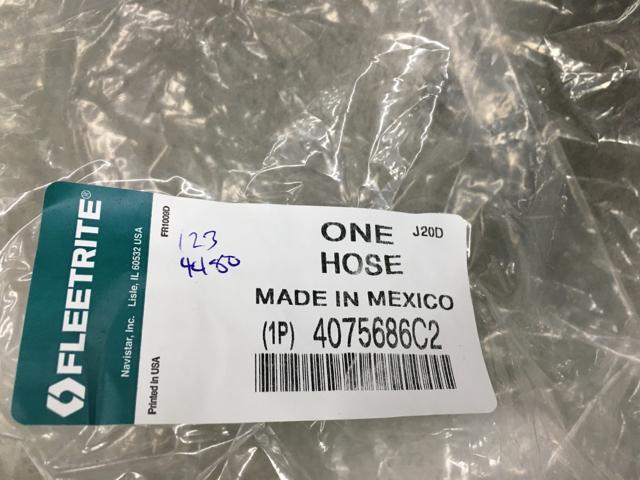 FLEETRITE®
Navistar, Inc. Lisle, IL 60532 USA
FR1009D
Printed in USA
123
4480
ONE J20D
HOSE
MADE IN MEXICO
(1P) 4075686C2